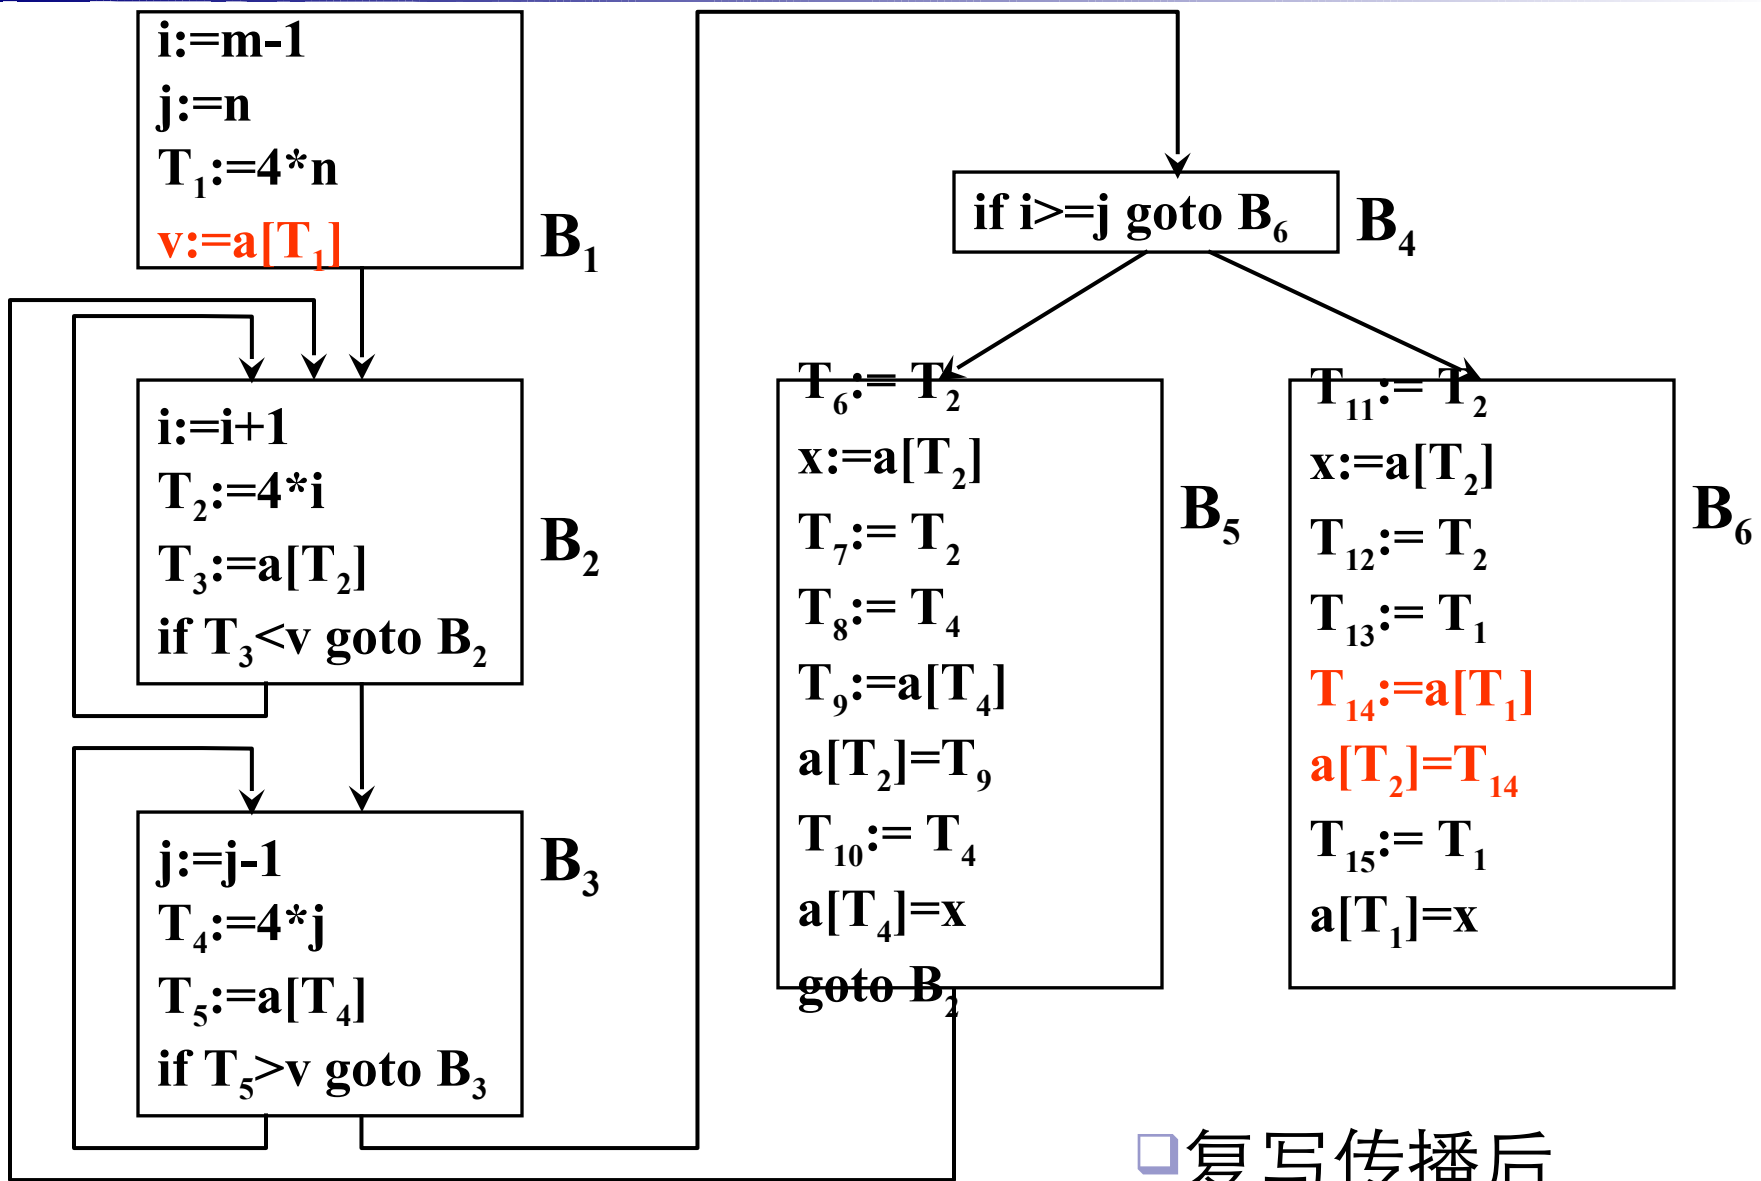 i:=m-1
j:=n
T₁:=4*n
v:=a[T₁]
B₁
i:=i+1
T₂:=4*i
T₃:=a[T₂]
if T₃<v goto B₂
B₂
j:=j-1
T₄:=4*j
T₅:=a[T₄]
if T₅>v goto B₃
B₃
if i>=j goto B₆
B₄
T₆:= T₂
x:=a[T₂]
T₇:= T₂
T₈:= T₄
T₉:=a[T₄]
a[T₂]=T₉
T₁₀:= T₄
a[T₄]=x
goto B₂
B₅
T₁₁:= T₂
x:=a[T₂]
T₁₂:= T₂
T₁₃:= T₁
T₁₄:=a[T₁]
a[T₂]=T₁₄
T₁₅:= T₁
a[T₁]=x
B₆
复写传播后